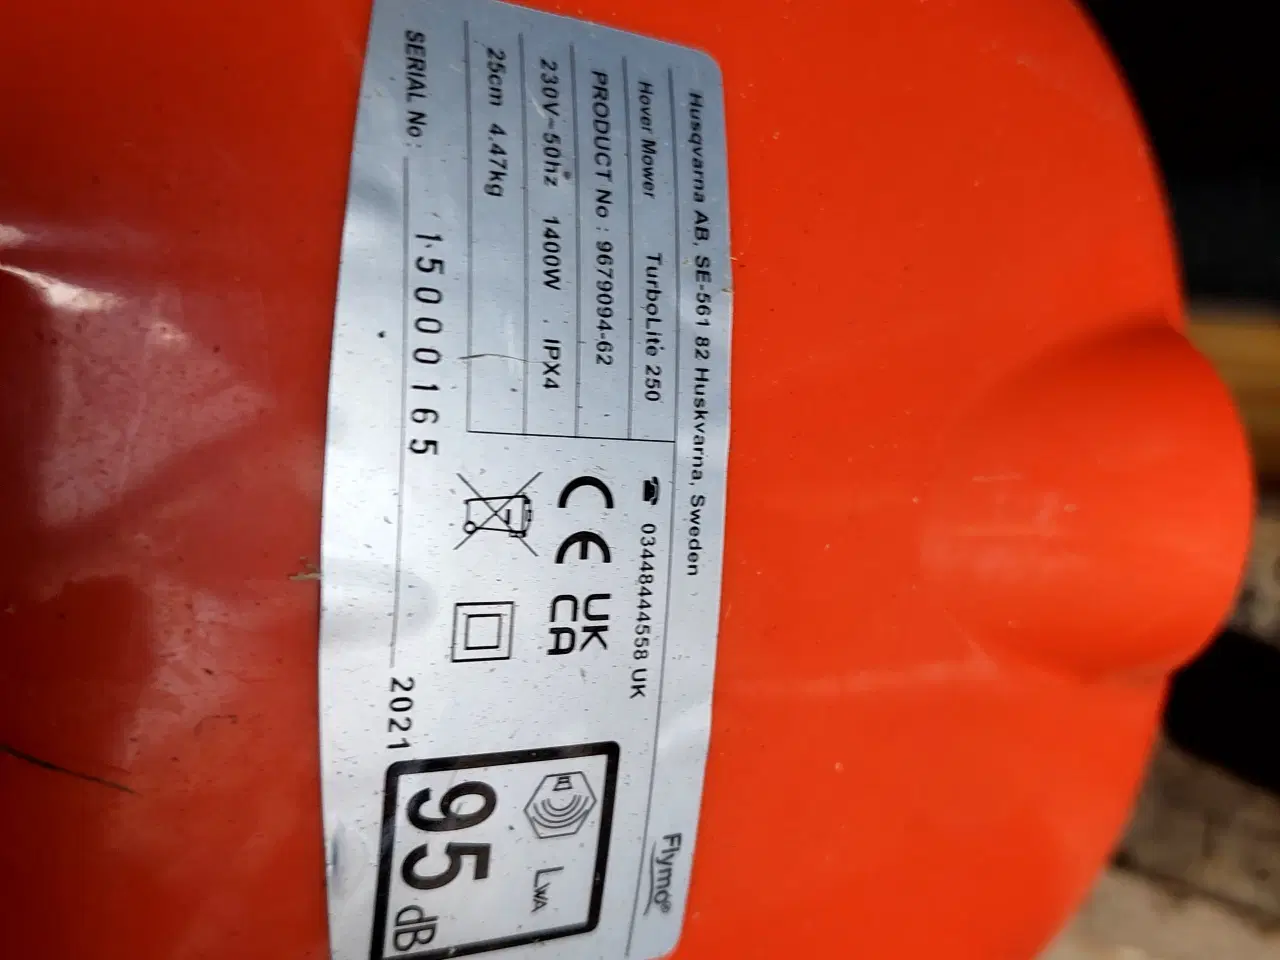 Husqvarna AB, SE-561 82 Huskvarna, Sweden
Flymo®
Hover Mower TurboLite 250
☎ 03448444558 UK
PRODUCT No : 9679094-62
230V~50hz 1400W . IPX4
25cm 4.47kg
CE
UK
CA
LWA
95 dB
SERIAL No: 15000165 2021